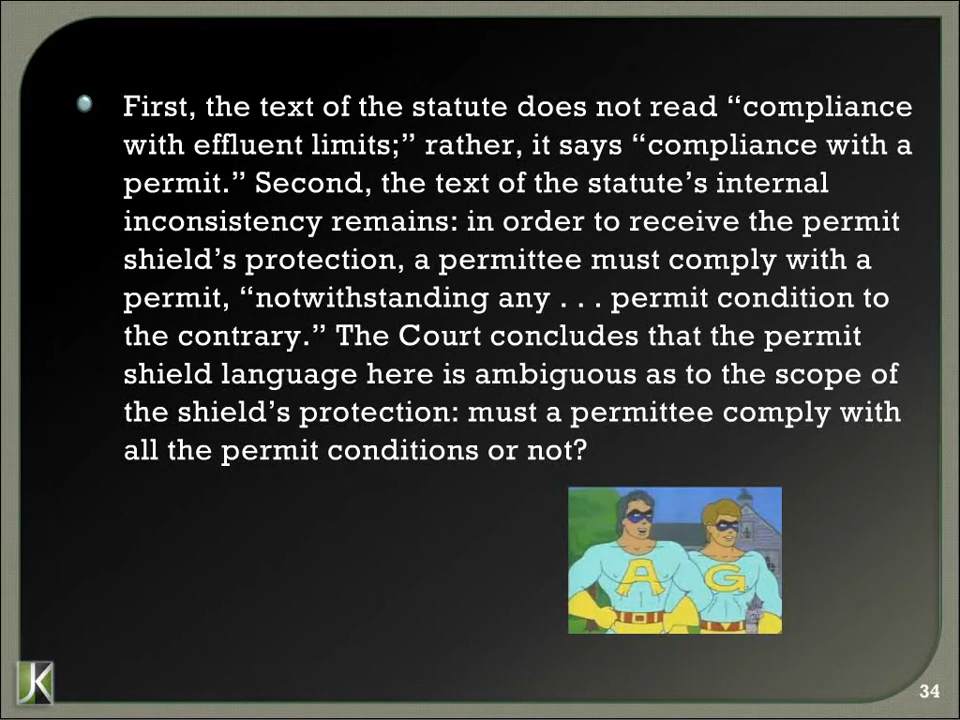 First, the text of the statute does not read “compliance
with effluent limits;” rather, it says “compliance with a
permit.” Second, the text of the statute’s internal
inconsistency remains: in order to receive the permit
shield’s protection, a permittee must comply with a
permit, “notwithstanding any . . . permit condition to
the contrary.” The Court concludes that the permit
shield language here is ambiguous as to the scope of
the shield’s protection: must a permittee comply with
all the permit conditions or not?
A G
JK
34